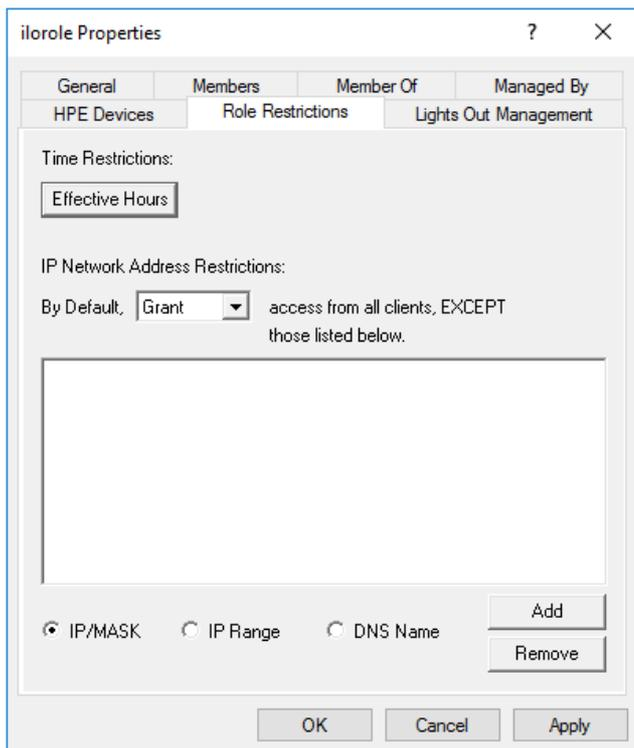 ilorole Properties
?
General Members Member Of Managed By
HPE Devices Role Restrictions Lights Out Management
Time Restrictions:
Effective Hours
IP Network Address Restrictions:
By Default, Grant access from all clients, EXCEPT
those listed below.
IP/MASK IP Range DNS Name
Add
Remove
OK Cancel Apply